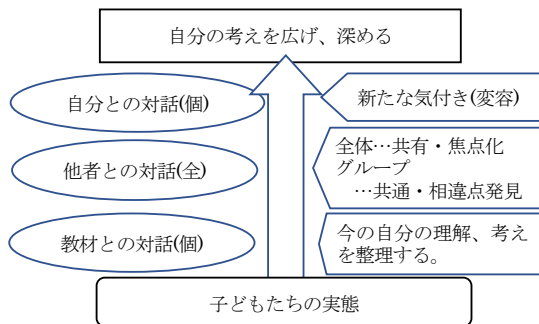 自分の考えを広げ、深める
自分との対話(個)
新たな気付き(変容)
他者との対話(全)
全体…共有・焦点化
グループ
…共通・相違点発見
教材との対話(個)
今の自分の理解、考え
を整理する。
子どもたちの実態